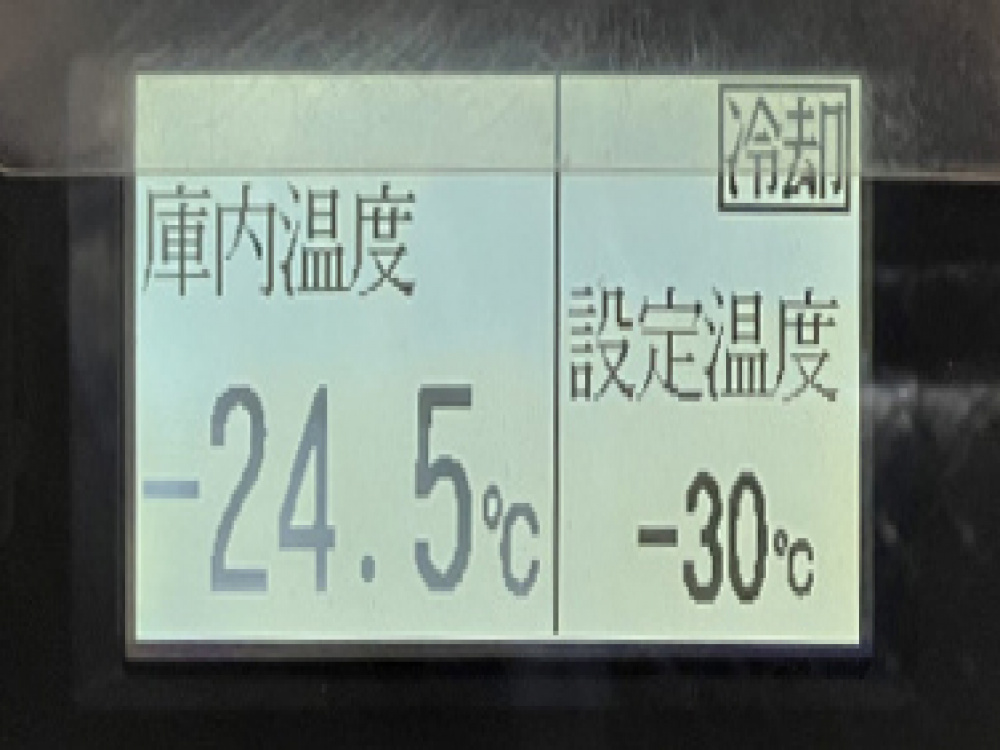 庫内温度
-24.5℃
冷却
設定温度
-30℃